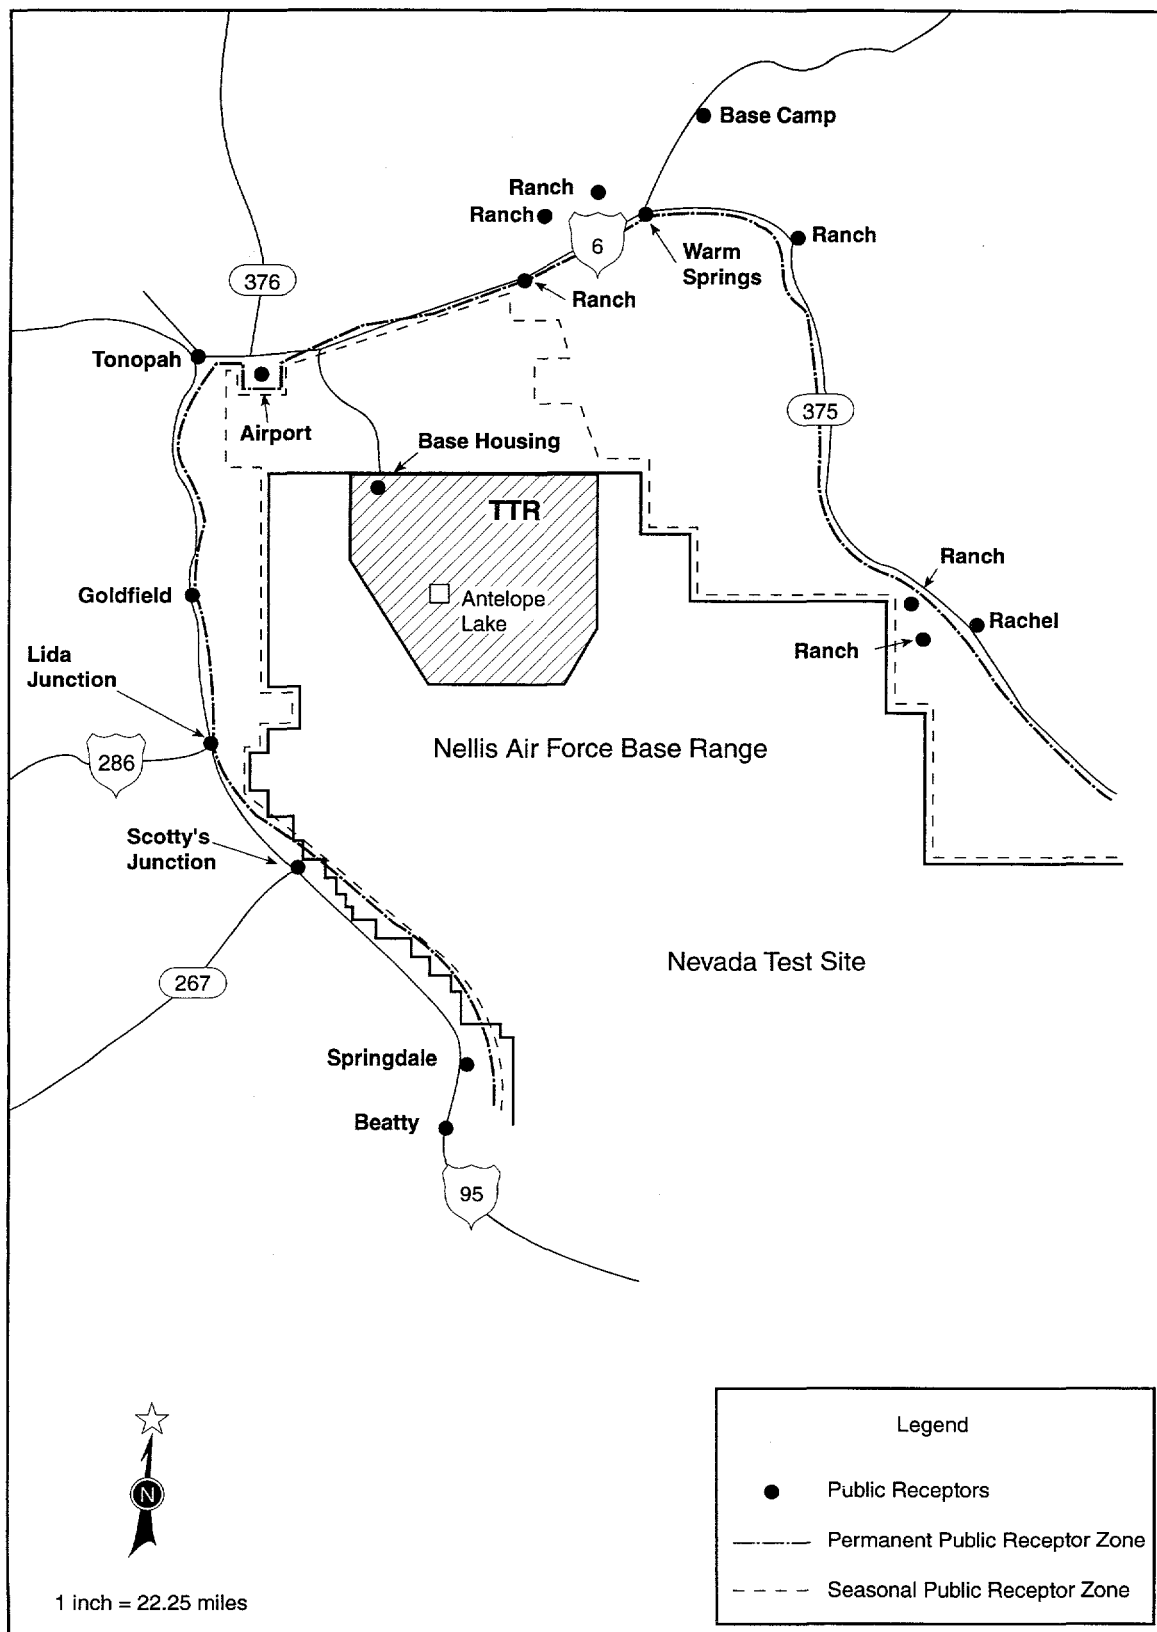 Base Camp
Ranch
Ranch
6
Ranch
Warm
Springs
376
Ranch
Tonopah
375
Airport
Base Housing
TTR
Ranch
Goldfield
Antelope
Lake
Rachel
Ranch
Lida
Junction
Nellis Air Force Base Range
286
Scotty's
Junction
Nevada Test Site
267
Springdale
Beatty
95
Legend
N
Public Receptors
Permanent Public Receptor Zone
Seasonal Public Receptor Zone
1 inch = 22.25 miles